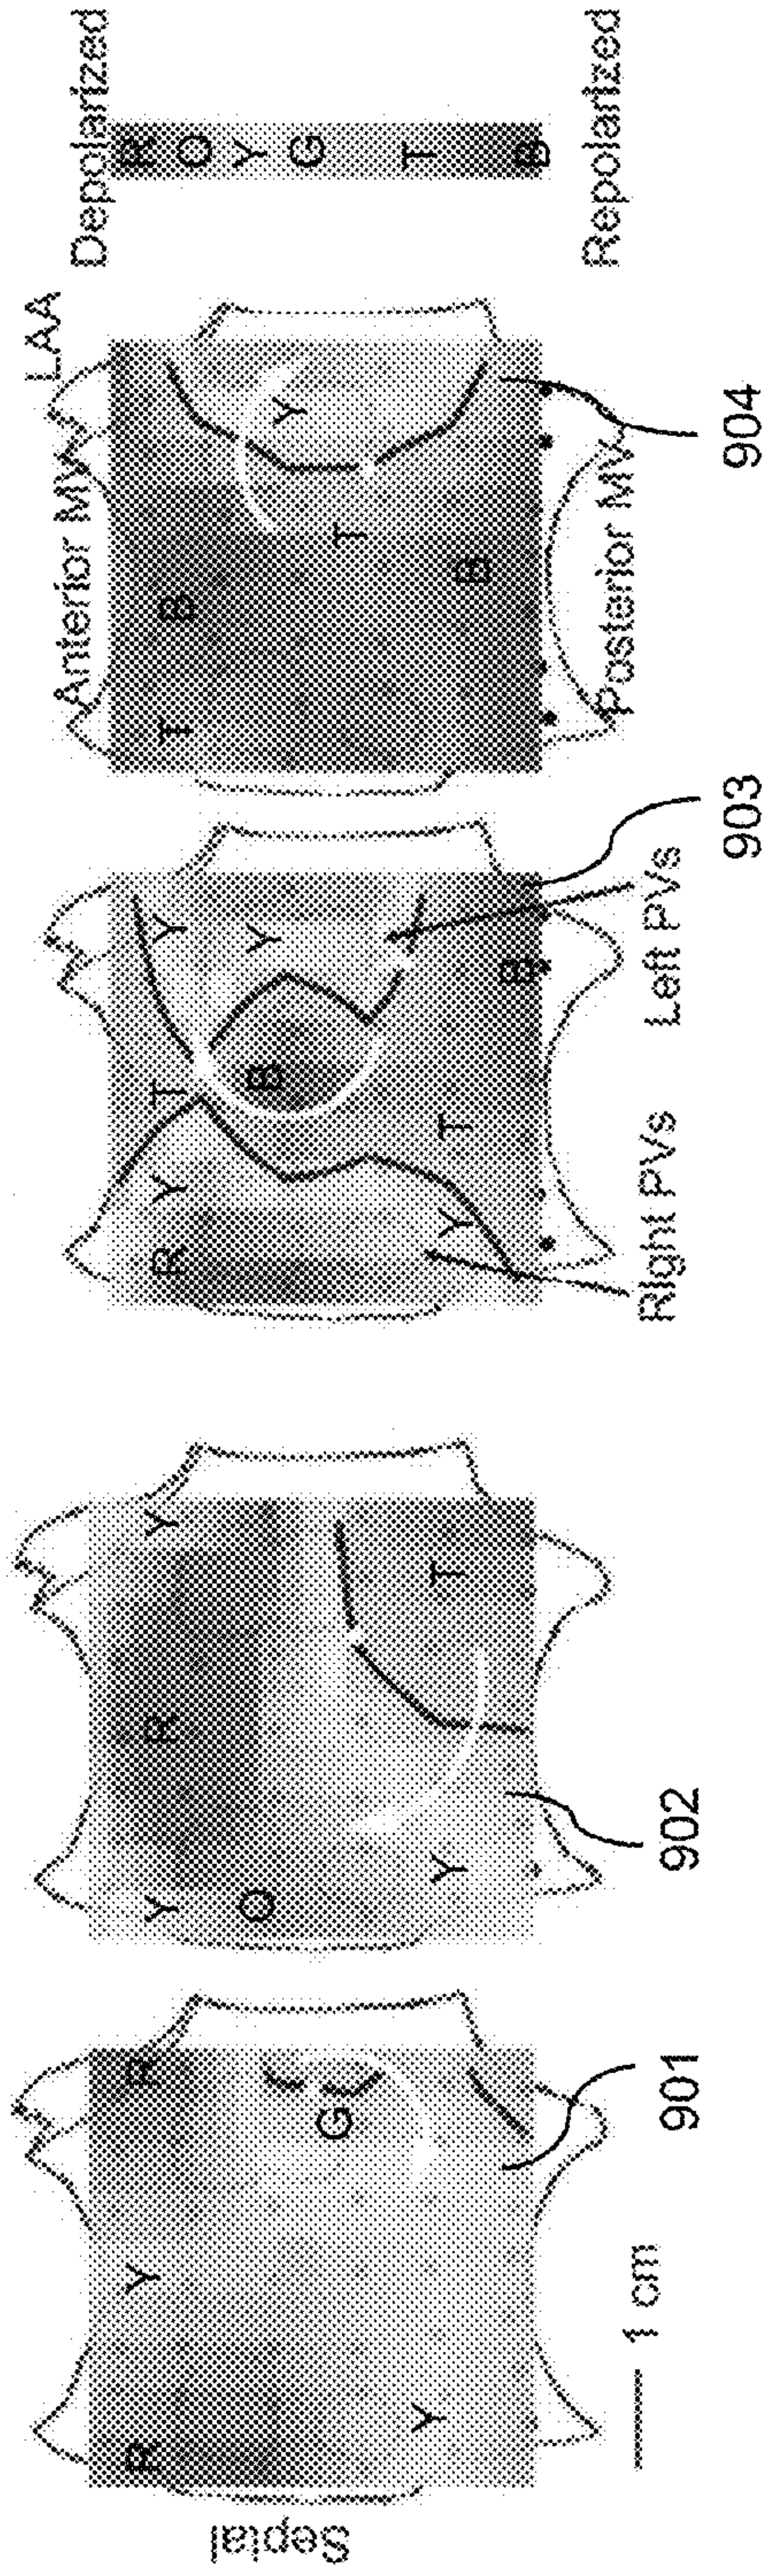 Septal
R Y R
G
Y
1 cm
901
Y R Y
O
Y T
902
R Y T Y
B Y
Y T
B
Right PVs
Left PVs
903
LAA
Anterior MV
T B
Y
T
B
Posterior MV
904
Depolarized
R
O
Y
G
T
B
Repolarized